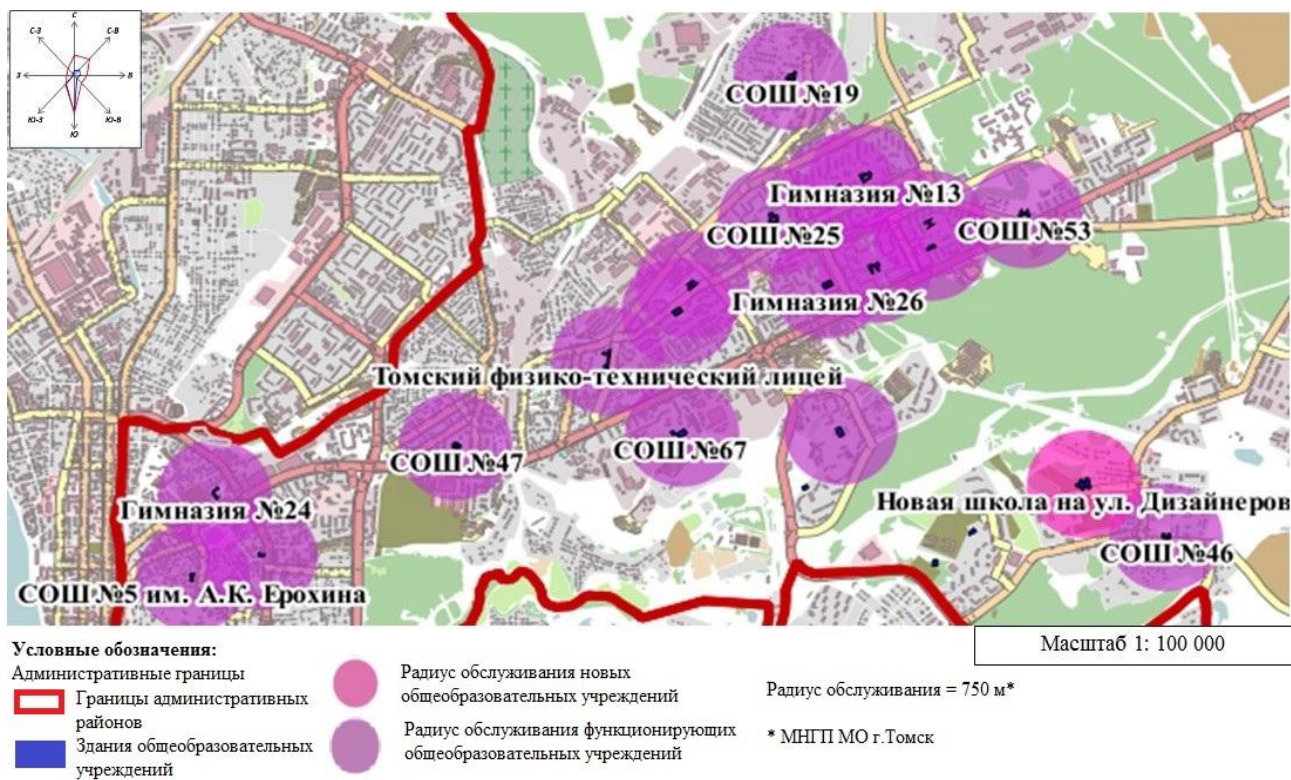 С
С-З
С-В
З
В
Ю-З
Ю-В
Ю
СОШ №19
Гимназия №13
СОШ №25
СОШ №53
Гимназия №26
Томский физико-технический лицей
СОШ №47
СОШ №67
Гимназия №24
Новая школа на ул. Дизайнеров
СОШ №46
СОШ №5 им. А.К. Ерохина
Масштаб 1: 100 000
Условные обозначения:
Административные границы
Границы административных
районов
Здания общеобразовательных
учреждений
Радиус обслуживания новых
общеобразовательных учреждений
Радиус обслуживания функционирующих
общеобразовательных учреждений
Радиус обслуживания = 750 м*
* МНГП МО г.Томск